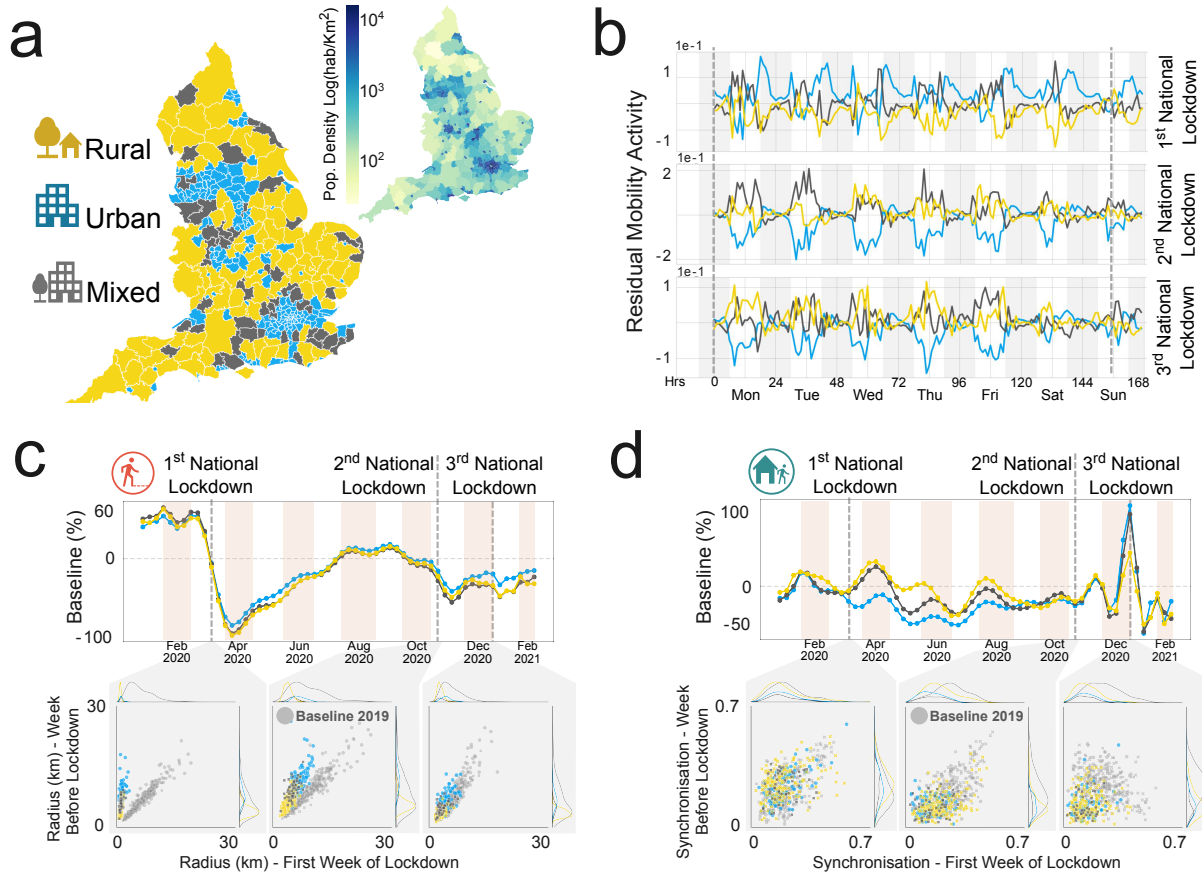 a
Rural
Urban
Mixed
Pop. Density Log(hab/Km²)
10⁴
10³
10²
b
Residual Mobility Activity
1e-1
1
-1
1st National
Lockdown
1e-1
2
-2
2nd National
Lockdown
1e-1
1
-1
3rd National
Lockdown
Hrs
0
24
48
72
96
120
144
168
Mon
Tue
Wed
Thu
Fri
Sat
Sun
c
1st National
Lockdown
2nd National
Lockdown
3rd National
Lockdown
Baseline (%)
60
0
-100
Feb
2020
Apr
2020
Jun
2020
Aug
2020
Oct
2020
Dec
2020
Feb
2021
Radius (km) - Week
Before Lockdown
30
0
Baseline 2019
0
30
0
30
0
30
Radius (km) - First Week of Lockdown
d
1st National
Lockdown
2nd National
Lockdown
3rd National
Lockdown
Baseline (%)
100
0
-50
Feb
2020
Apr
2020
Jun
2020
Aug
2020
Oct
2020
Dec
2020
Feb
2021
Synchronisation - Week
Before Lockdown
0.7
0
Baseline 2019
0
0.7
0
0.7
0
0.7
Synchronisation - First Week of Lockdown